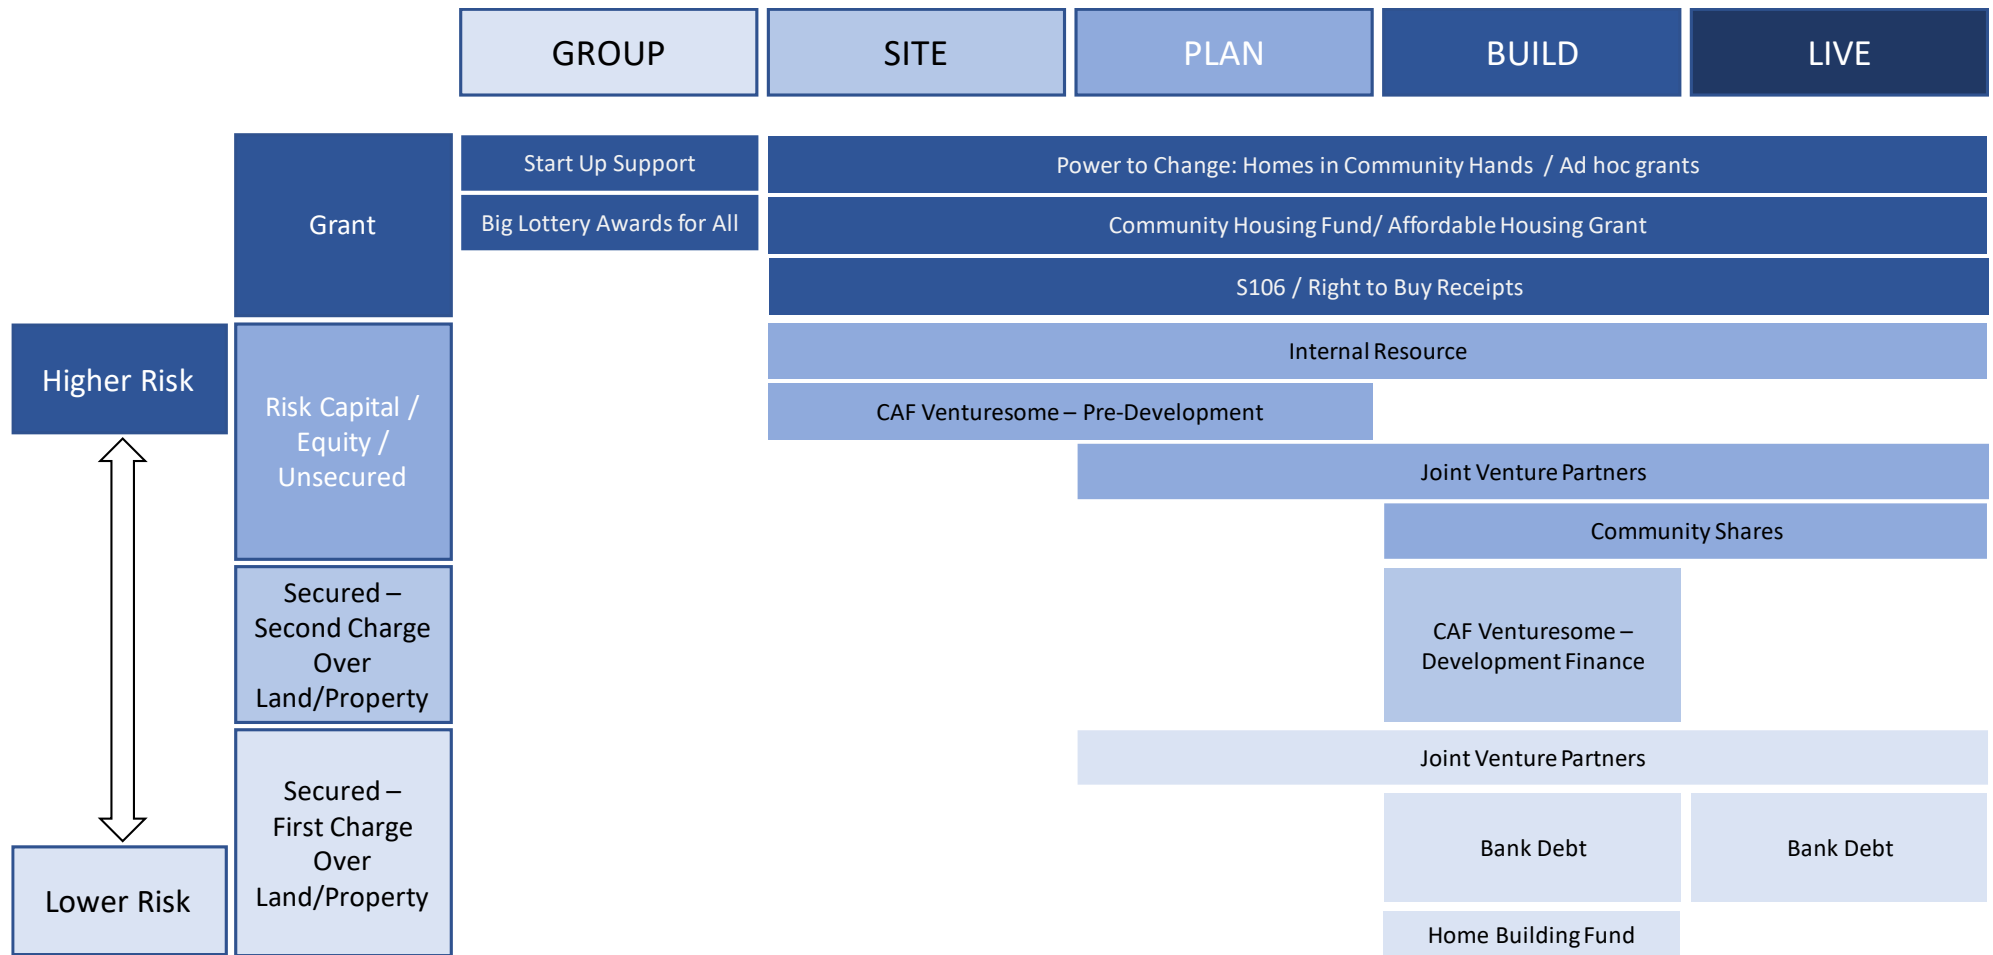 GROUP
SITE
PLAN
BUILD
LIVE
Grant
Start Up Support
Power to Change: Homes in Community Hands / Ad hoc grants
Big Lottery Awards for All
Community Housing Fund/ Affordable Housing Grant
S106 / Right to Buy Receipts
Higher Risk
Risk Capital /
Equity /
Unsecured
Internal Resource
CAF Venturesome – Pre-Development
Joint Venture Partners
Community Shares
Secured –
Second Charge
Over
Land/Property
CAF Venturesome –
Development Finance
Secured –
First Charge
Over
Land/Property
Joint Venture Partners
Bank Debt
Bank Debt
Home Building Fund
Lower Risk